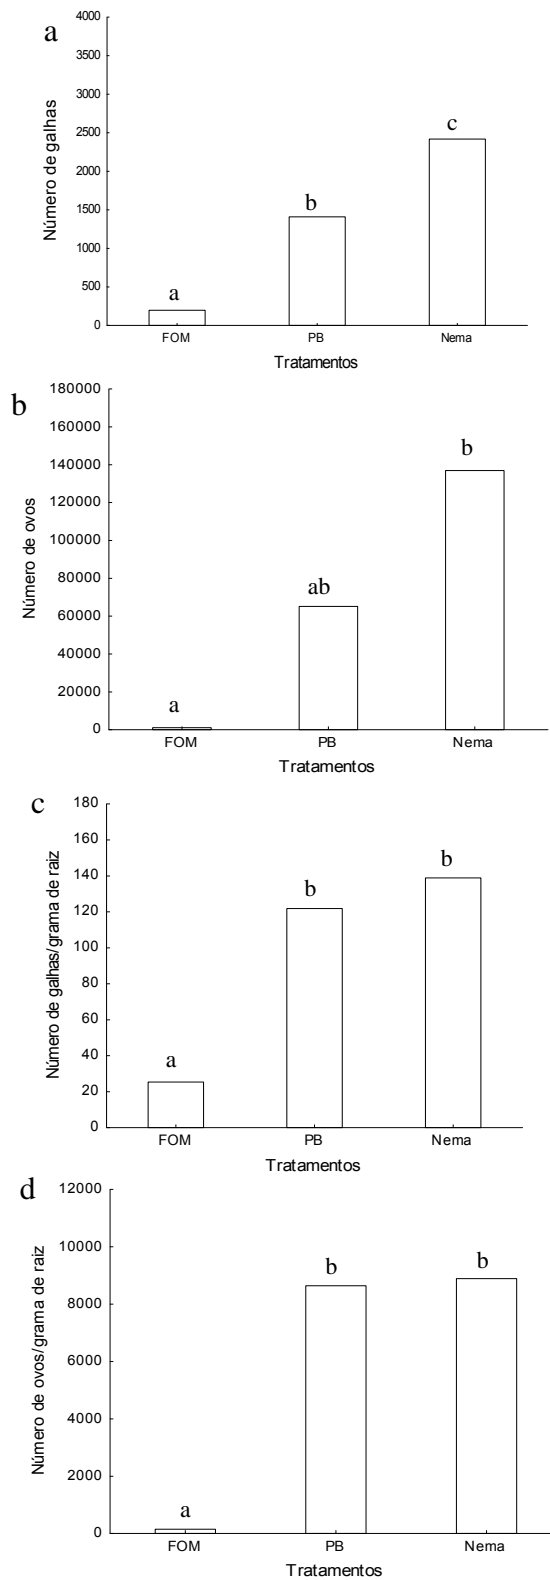 a
4000
3500
3000
2500
2000
1500
1000
500
0
Número de galhas
a
b
c
FOM PB Nema
Tratamentos
b
180000
160000
140000
120000
100000
80000
60000
40000
20000
0
Número de ovos
a
ab
b
FOM PB Nema
Tratamentos
c
180
160
140
120
100
80
60
40
20
0
Número de galhas/grama de raiz
a
b
b
FOM PB Nema
Tratamentos
d
12000
10000
8000
6000
4000
2000
0
Número de ovos/grama de raiz
a
b
b
FOM PB Nema
Tratamentos